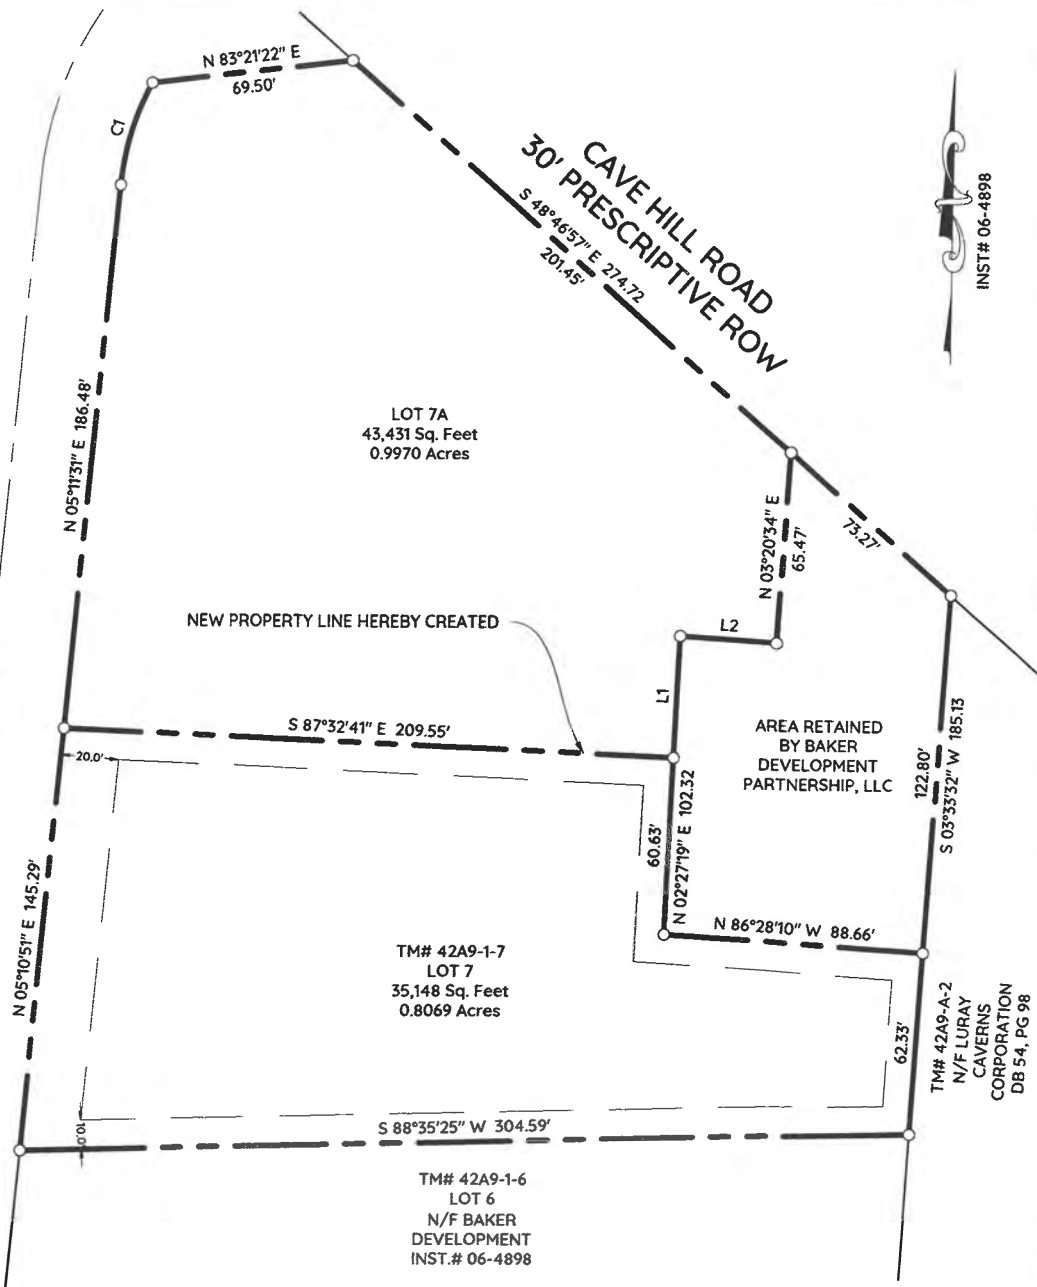 N 83°21'22" E
69.50'
C1
CAVE HILL ROAD
30' PRESCRIPTIVE ROW
S 48°46'57" E 274.72
201.45'
INST# 06-4898
N 05°11'31" E 186.48'
LOT 7A
43,431 Sq. Feet
0.9970 Acres
N 03°20'34" E
65.47'
73.27'
NEW PROPERTY LINE HEREBY CREATED
L2
L1
S 87°32'41" E 209.55'
20.0'
AREA RETAINED
BY BAKER
DEVELOPMENT
PARTNERSHIP, LLC
122.80'
S 03°33'32" W 185.13
60.63'
N 02°27'19" E 102.32
N 86°28'10" W 88.66'
N 05°10'51" E 145.29'
TM# 42A9-1-7
LOT 7
35,148 Sq. Feet
0.8069 Acres
62.33'
TM# 42A9-A-2
N/F LURAY
CAVERNS
CORPORATION
DB 54, PG 98
10.0'
S 88°35'25" W 304.59'
TM# 42A9-1-6
LOT 6
N/F BAKER
DEVELOPMENT
INST.# 06-4898